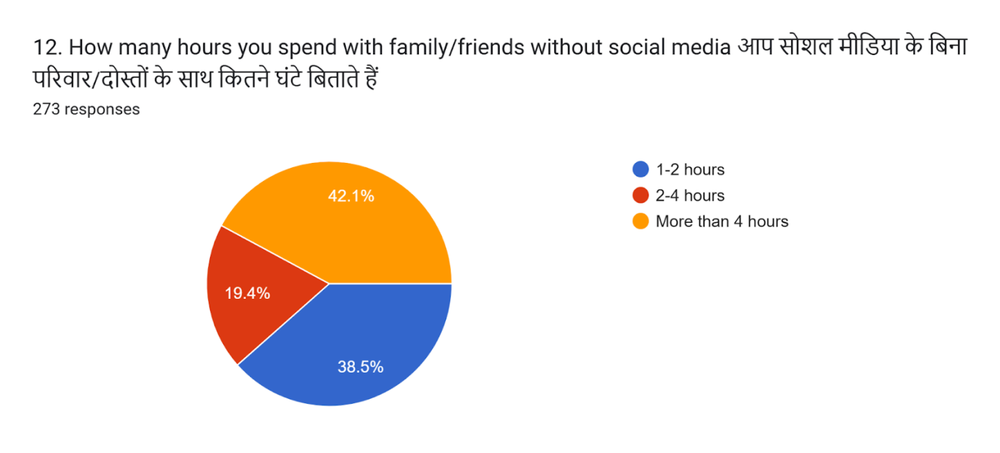 12. How many hours you spend with family/friends without social media आप सोशल मीडिया के बिना
परिवार/दोस्तों के साथ कितने घंटे बिताते हैं
273 responses
1-2 hours
2-4 hours
More than 4 hours
42.1%
19.4%
38.5%